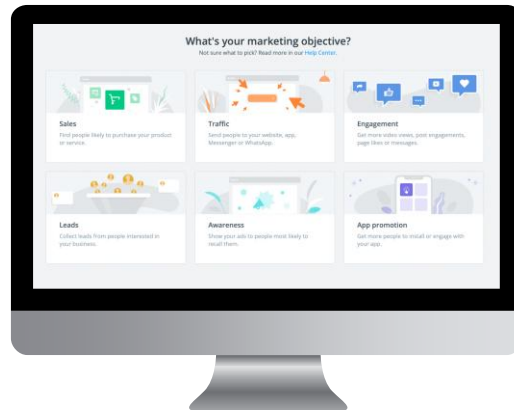 What's your marketing objective?
Not sure what to pick? Read more in our Help Center.
Sales
Find people likely to purchase your product
or service.
Traffic
Send people to your website, app,
Messenger or WhatsApp.
Engagement
Get more video views, post engagements,
page likes or messages.
Leads
Collect leads from people interested in
your business.
Awareness
Show your ads to people most likely to
recall them.
App promotion
Get more people to install or engage with
your app.